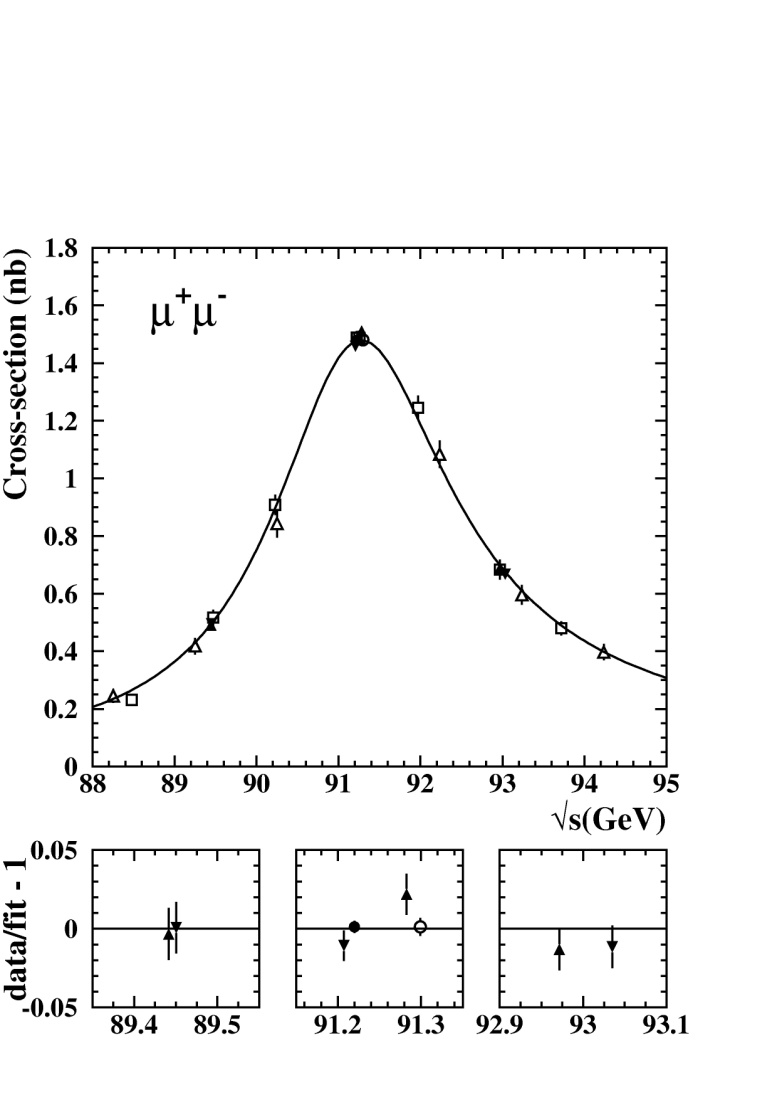 Cross-section (nb)
1.8
1.6
1.4
1.2
1
0.8
0.6
0.4
0.2
0
μ⁺μ⁻
88 89 90 91 92 93 94 95
√s(GeV)
data/fit - 1
0.05
0
-0.05
89.4 89.5 91.2 91.3 92.9 93 93.1